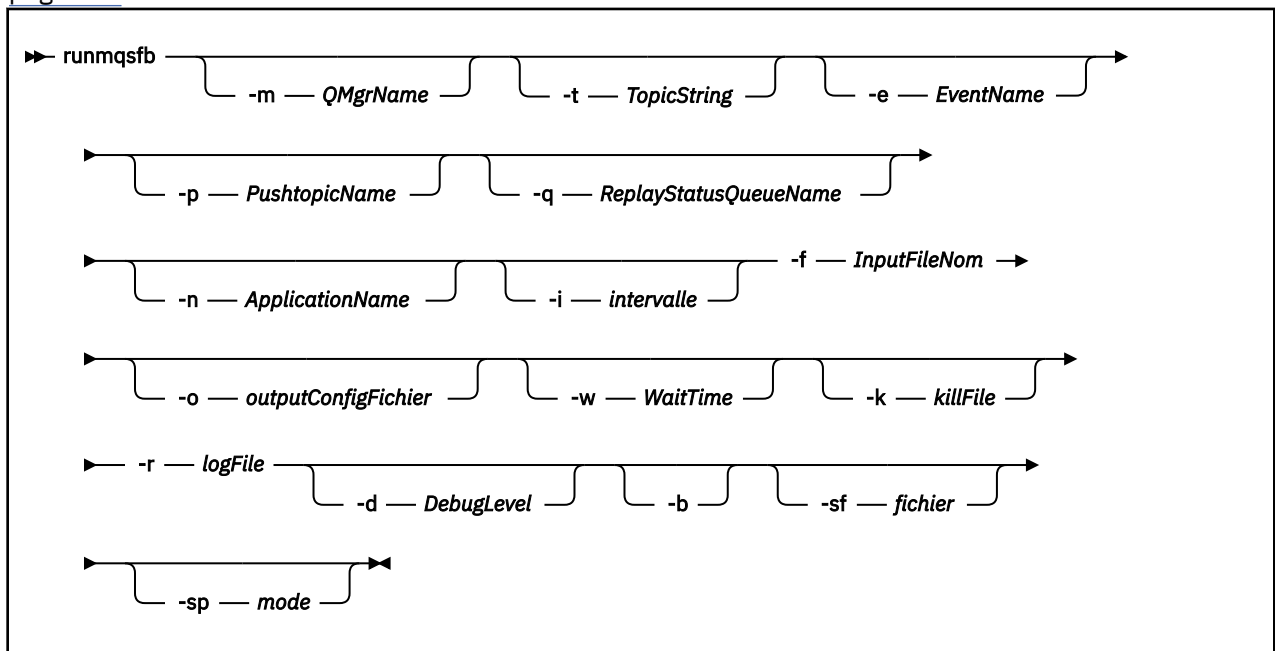 runmqsfb
-m QMgrName -t TopicString -e EventName
-p PushtopicName -q ReplayStatusQueueName
-f InputFileNom
-n ApplicationName -i intervalle
-o outputConfigFichier -w WaitTime -k killFile
-r logFile
-d DebugLevel -b -sf fichier
-sp mode